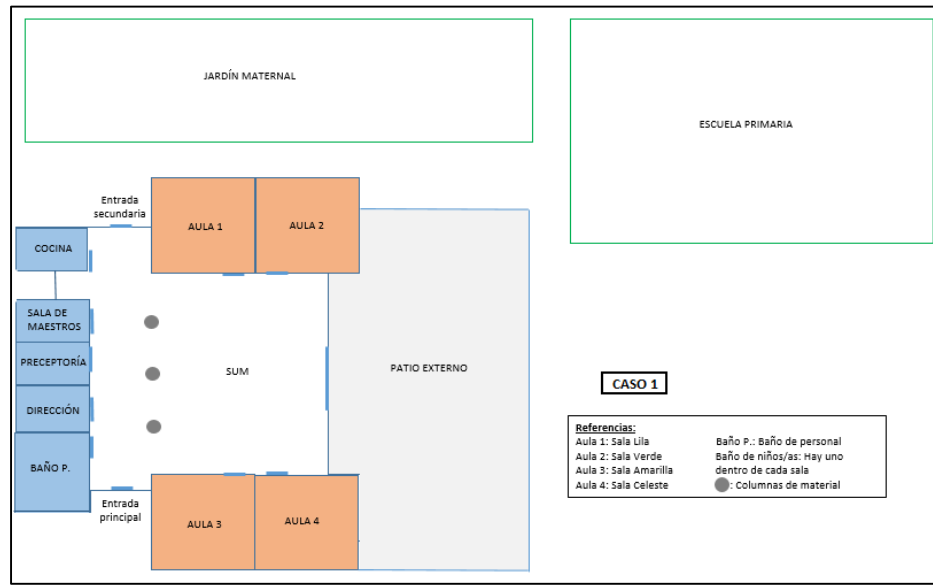 JARDÍN MATERNAL
ESCUELA PRIMARIA
Entrada
secundaria
AULA 1
AULA 2
COCINA
SALA DE
MAESTROS
PRECEPTORÍA
SUM
PATIO EXTERNO
DIRECCIÓN
BAÑO P.
Entrada
principal
AULA 3
AULA 4
CASO 1
Referencias:
Aula 1: Sala Lila
Aula 2: Sala Verde
Aula 3: Sala Amarilla
Aula 4: Sala Celeste
Baño P.: Baño de personal
Baño de niños/as: Hay uno
dentro de cada sala
: Columnas de material